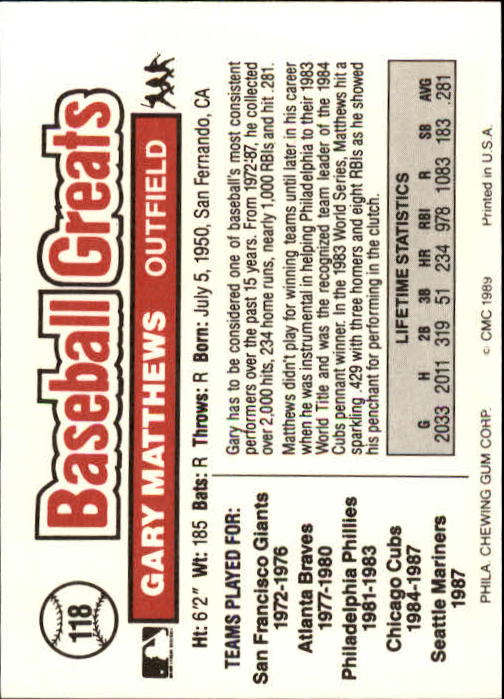 118
Baseball Greats
GARY MATTHEWS OUTFIELD
Ht: 6'2" Wt: 185 Bats: R Throws: R Born: July 5, 1950, San Fernando, CA
TEAMS PLAYED FOR:
San Francisco Giants
1972-1976
Atlanta Braves
1977-1980
Philadelphia Phillies
1981-1983
Chicago Cubs
1984-1987
Seattle Mariners
1987
Gary has to be considered one of baseball's most consistent
performers over the past 15 years. From 1972-87, he collected
over 2,000 hits, 234 home runs, nearly 1,000 RBIs and hit .281.
Matthews didn't play for winning teams until later in his career
when he was instrumental in helping Philadelphia to their 1983
World Title and was the recognized team leader of the 1984
Cubs pennant winner. In the 1983 World Series, Matthews hit a
sparkling .429 with three homers and eight RBIs as he showed
his penchant for performing in the clutch.
LIFETIME STATISTICS
G H 2B 3B HR RBI R SB AVG
2033 2011 319 51 234 978 1083 183 .281
PHILA. CHEWING GUM CORP. © CMC 1989 Printed in U.S.A.